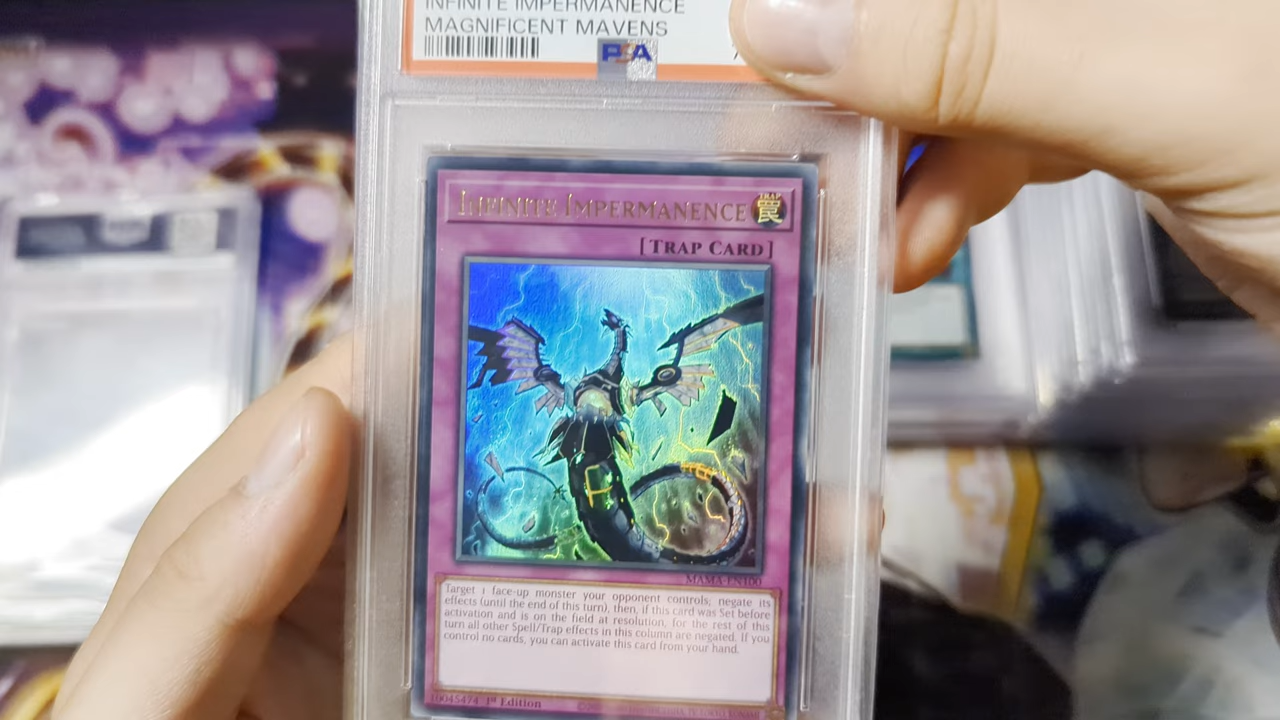 INFINITE IMPERMANENCE
MAGNIFICENT MAVENS
PSA
INFINITE IMPERMANENCE
TRAP
罠
[TRAP CARD]
MAMA-EN100
Target 1 face-up monster your opponent controls; negate its
effects (until the end of this turn), then, if this card was Set before
activation and is on the field at resolution, for the rest of this
turn all other Spell/Trap effects in this column are negated. If you
control no cards, you can activate this card from your hand.
10045474 1st Edition